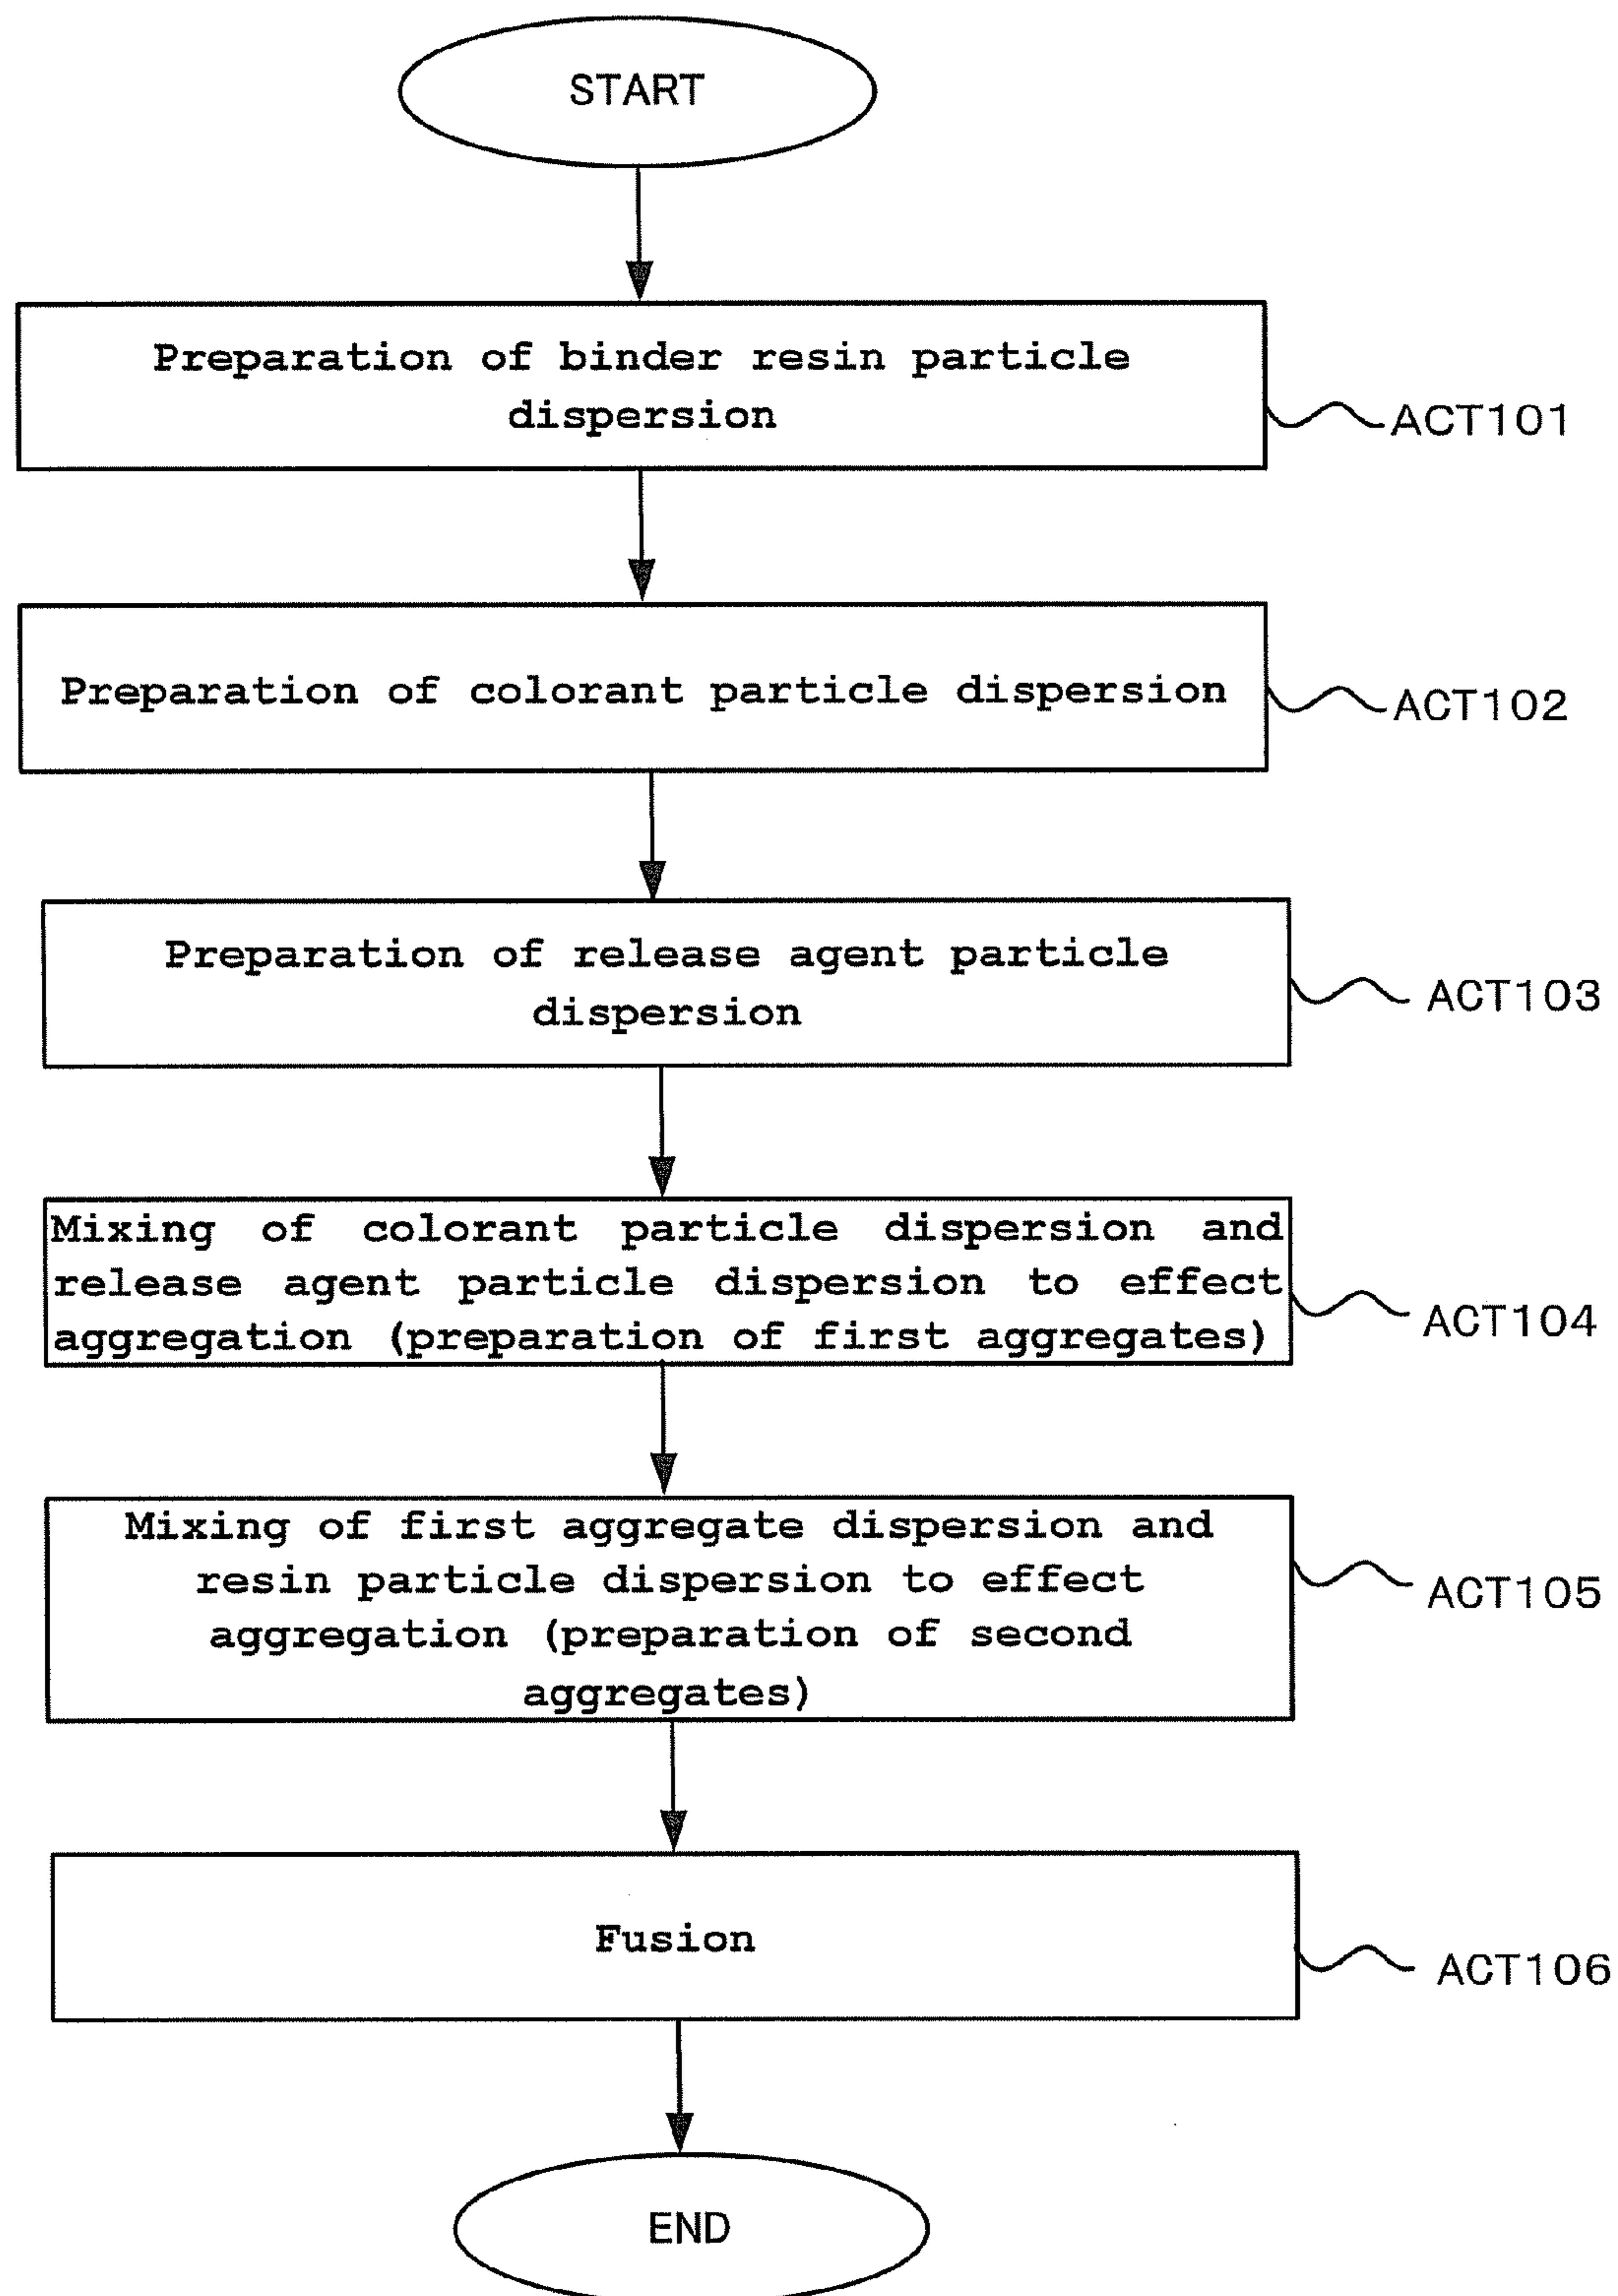 START
Preparation of binder resin particle
dispersion
ACT101
Preparation of colorant particle dispersion
ACT102
Preparation of release agent particle
dispersion
ACT103
Mixing of colorant particle dispersion and
release agent particle dispersion to effect
aggregation (preparation of first aggregates)
ACT104
Mixing of first aggregate dispersion and
resin particle dispersion to effect
aggregation (preparation of second
aggregates)
ACT105
Fusion
ACT106
END